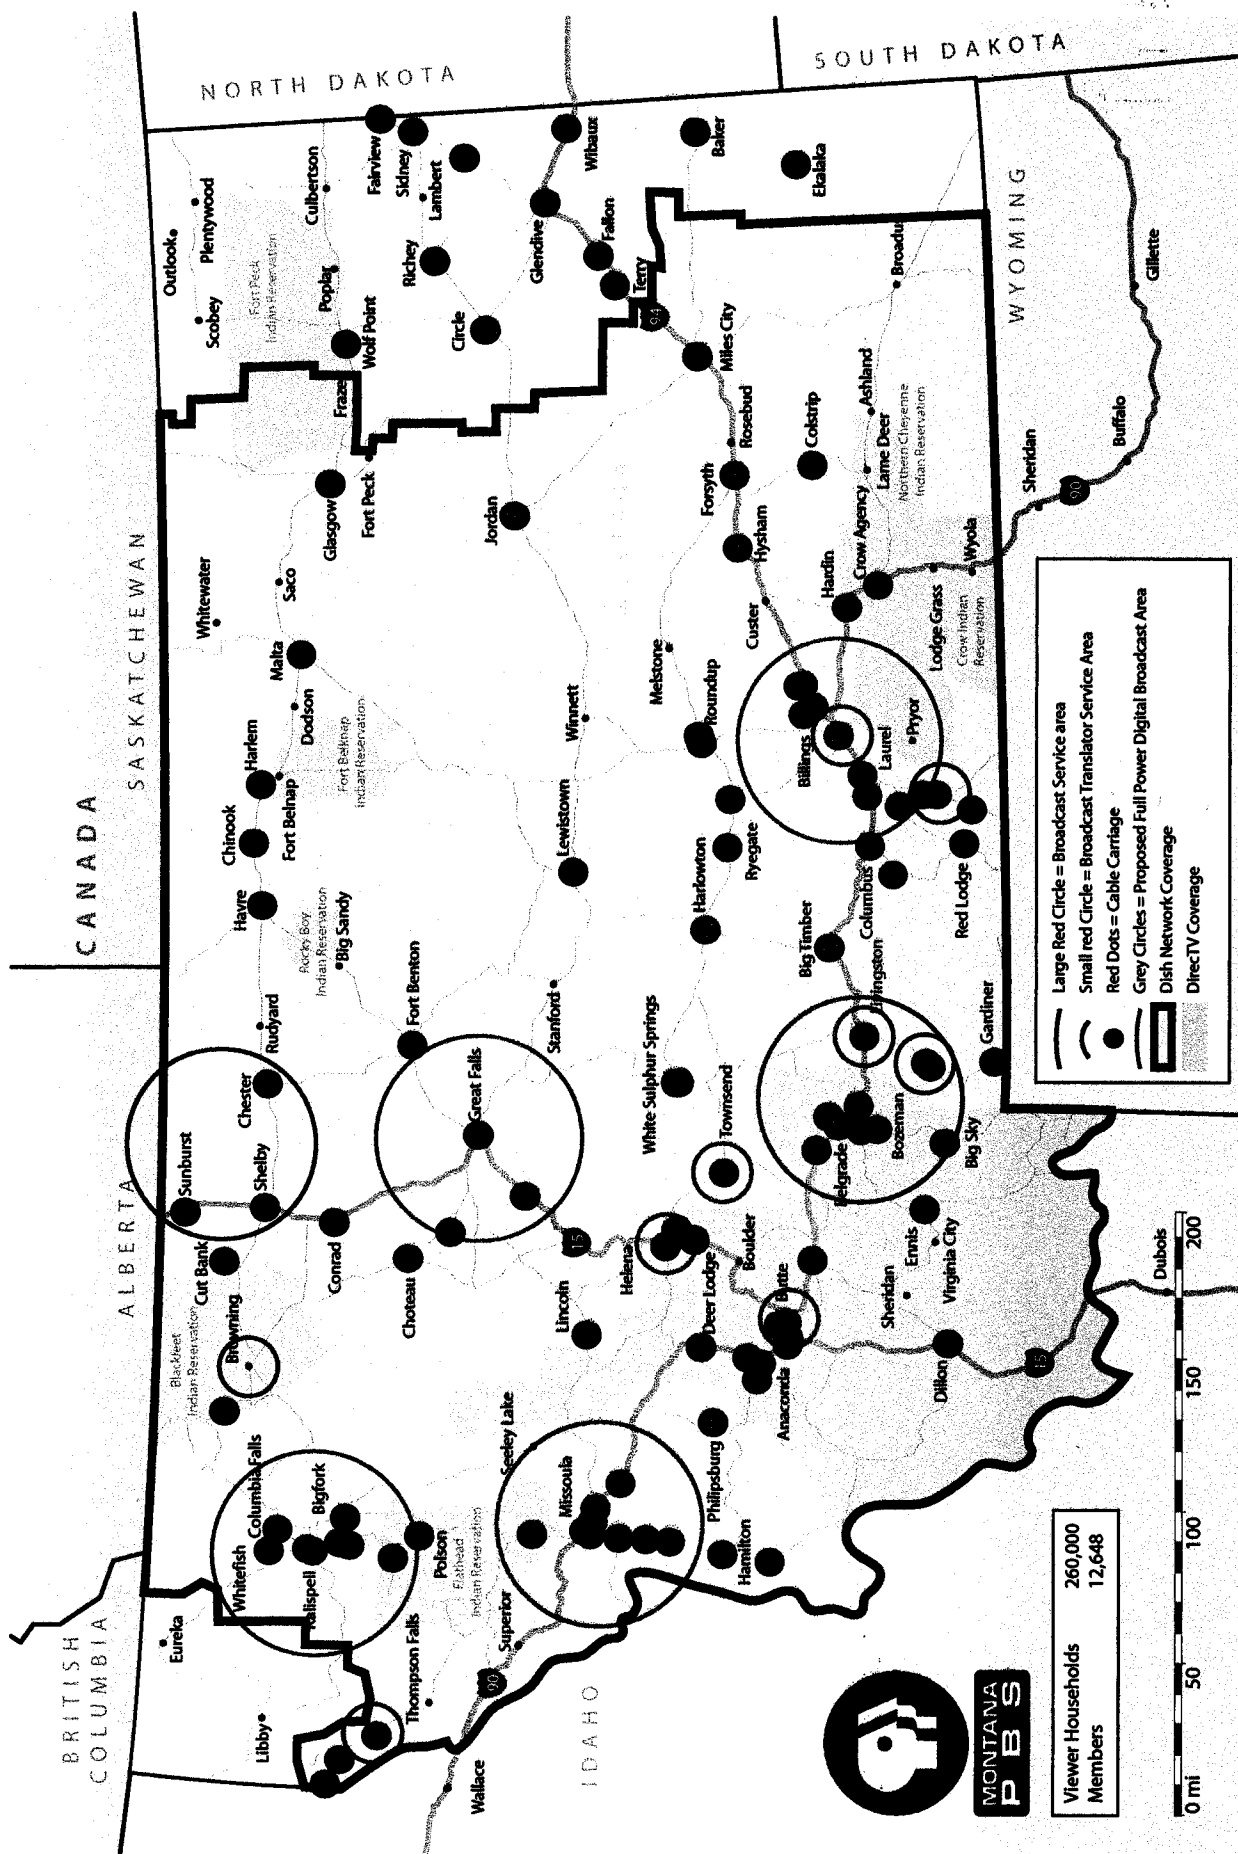 CANADA
BRITISH
COLUMBIA
ALBERTA
SASKATCHEWAN
NORTH DAKOTA
SOUTH DAKOTA
WYOMING
IDAHO
Eureka
Libby
Whitefish
Columbia Falls
Kalispell
Bigfork
Polson
Flathead
Indian Reservation
Thompson Falls
Superior
Wallace
90
Seeley Lake
Missoula
Philipsburg
Hamilton
Blackfeet
Indian Reservation
Browning
Cut Bank
Sunburst
Shelby
Chester
Rudyard
Conrad
Choteau
Great Falls
Fort Benton
Lincoln
15
Helena
Deer Lodge
Boulder
Butte
Anaconda
Townsend
White Sulphur Springs
Stanford
Dillon
Sheridan
Virginia City
Ennis
15
Belgrade
Bozeman
Big Sky
Livingston
Gardiner
Big Timber
Dubois
Havre
Chinook
Harlem
Fort Belnap
Dodson
Malta
Saco
Whitewater
Rocky Boy
Indian Reservation
Big Sandy
Fort Belknap
Indian Reservation
Lewistown
Winnett
Harlowton
Ryegate
Roundup
Melstone
Columbus
Red Lodge
Laurel
Billings
Pryor
Custer
Hardin
Crow Agency
Lodge Grass
Crow Indian
Reservation
Wyola
Hysham
Forsyth
Rosebud
Colstrip
Lame Deer
Ashland
Northern Cheyenne
Indian Reservation
Broadus
Miles City
94
Terry
Fallon
Glendive
Wibaux
Baker
Ekalaka
Jordan
Circle
Richey
Lambert
Sidney
Fairview
Culbertson
Poplar
Wolf Point
Frazer
Fort Peck
Glasgow
Fort Peck
Indian Reservation
Scobey
Outlook
Plentywood
Sheridan
90
Buffalo
Gillette
MONTANA
PBS
Viewer Households 260,000
Members 12,648
0 mi 50 100 150 200
Large Red Circle = Broadcast Service area
Small red Circle = Broadcast Translator Service Area
Red Dots = Cable Carriage
Grey Circles = Proposed Full Power Digital Broadcast Area
Dish Network Coverage
DirecTV Coverage